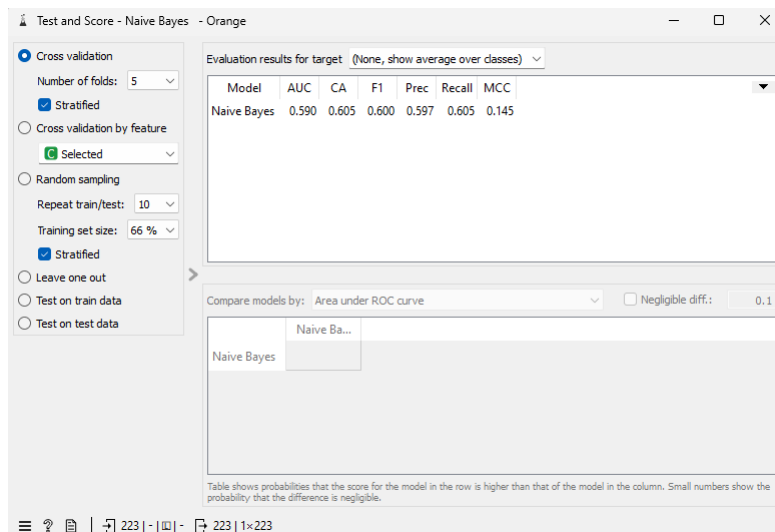 Test and Score - Naive Bayes - Orange
Cross validation
Number of folds: 5
Stratified
Cross validation by feature
C Selected
Random sampling
Repeat train/test: 10
Training set size: 66 %
Stratified
Leave one out
Test on train data
Test on test data
Evaluation results for target (None, show average over classes)
Model AUC CA F1 Prec Recall MCC
Naive Bayes 0.590 0.605 0.600 0.597 0.605 0.145
Compare models by: Area under ROC curve
Negligible diff.: 0.1
Naive Ba...
Naive Bayes
Table shows probabilities that the score for the model in the row is higher than that of the model in the column. Small numbers show the
probability that the difference is negligible.
223 | - | - 223 | 1×223